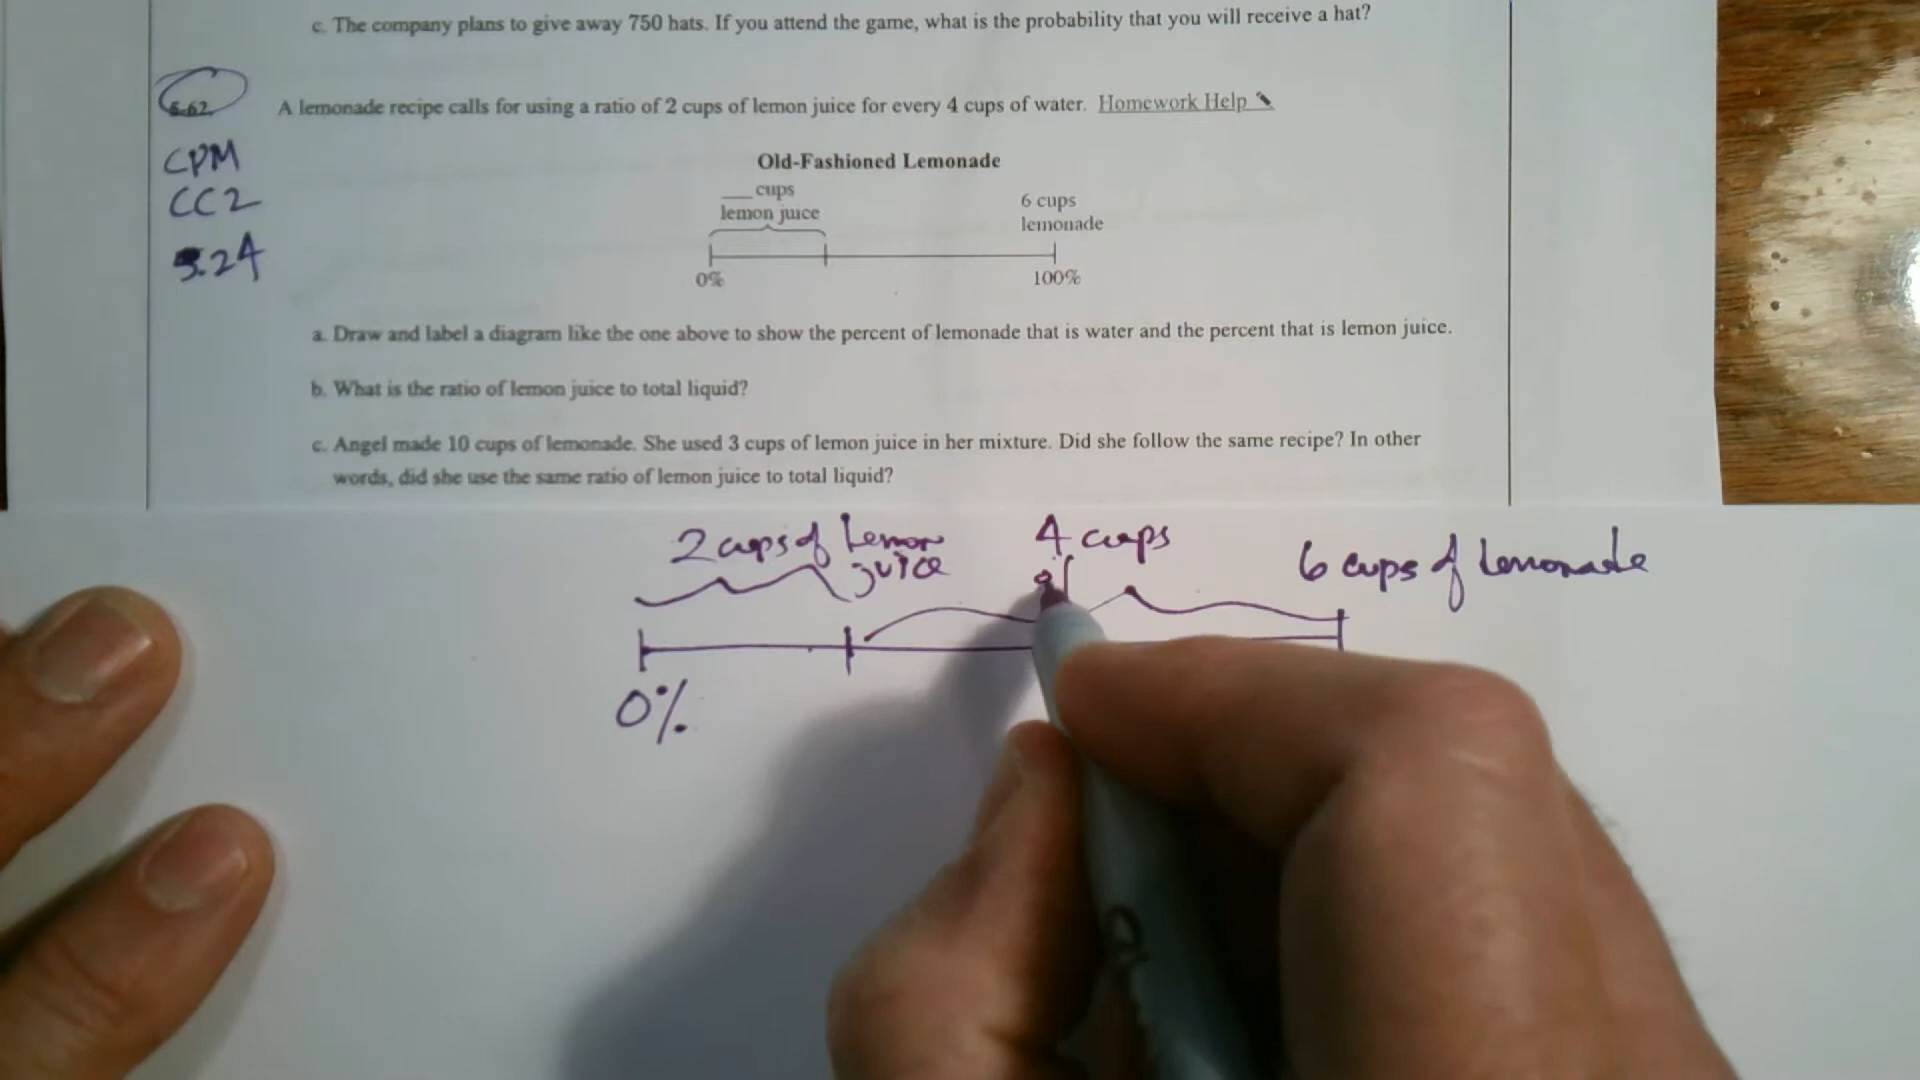 c. The company plans to give away 750 hats. If you attend the game, what is the probability that you will receive a hat?
5-62. A lemonade recipe calls for using a ratio of 2 cups of lemon juice for every 4 cups of water. Homework Help
CPM
CC2
5.24
Old-Fashioned Lemonade
___ cups
lemon juice
6 cups
lemonade
0%
100%
a. Draw and label a diagram like the one above to show the percent of lemonade that is water and the percent that is lemon juice.
b. What is the ratio of lemon juice to total liquid?
c. Angel made 10 cups of lemonade. She used 3 cups of lemon juice in her mixture. Did she follow the same recipe? In other
words, did she use the same ratio of lemon juice to total liquid?
2 cups of Lemon
juice
4 cups
of
6 cups of Lemonade
0%